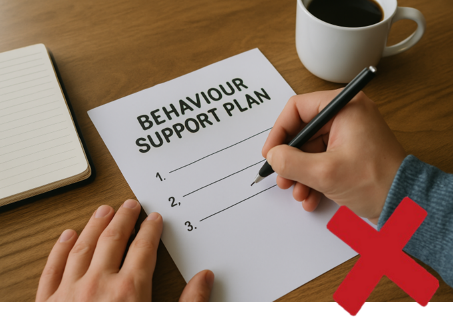 BEHAVIOUR
SUPPORT PLAN
1.
2,
3.